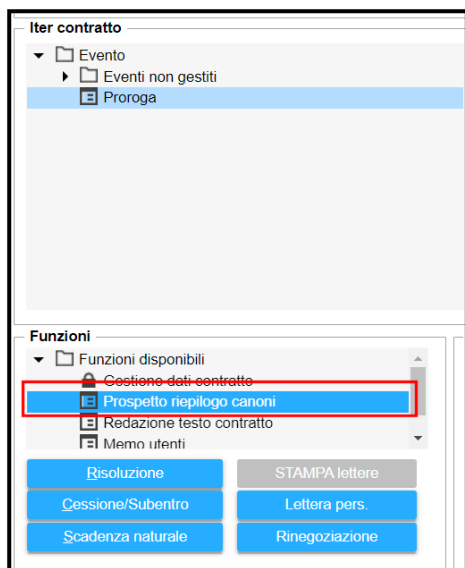 Iter contratto
Evento
Eventi non gestiti
Proroga
Funzioni
Funzioni disponibili
Gestione dati contratto
Prospetto riepilogo canoni
Redazione testo contratto
Memo utenti
Risoluzione STAMPA lettere
Cessione/Subentro Lettera pers.
Scadenza naturale Rinegoziazione